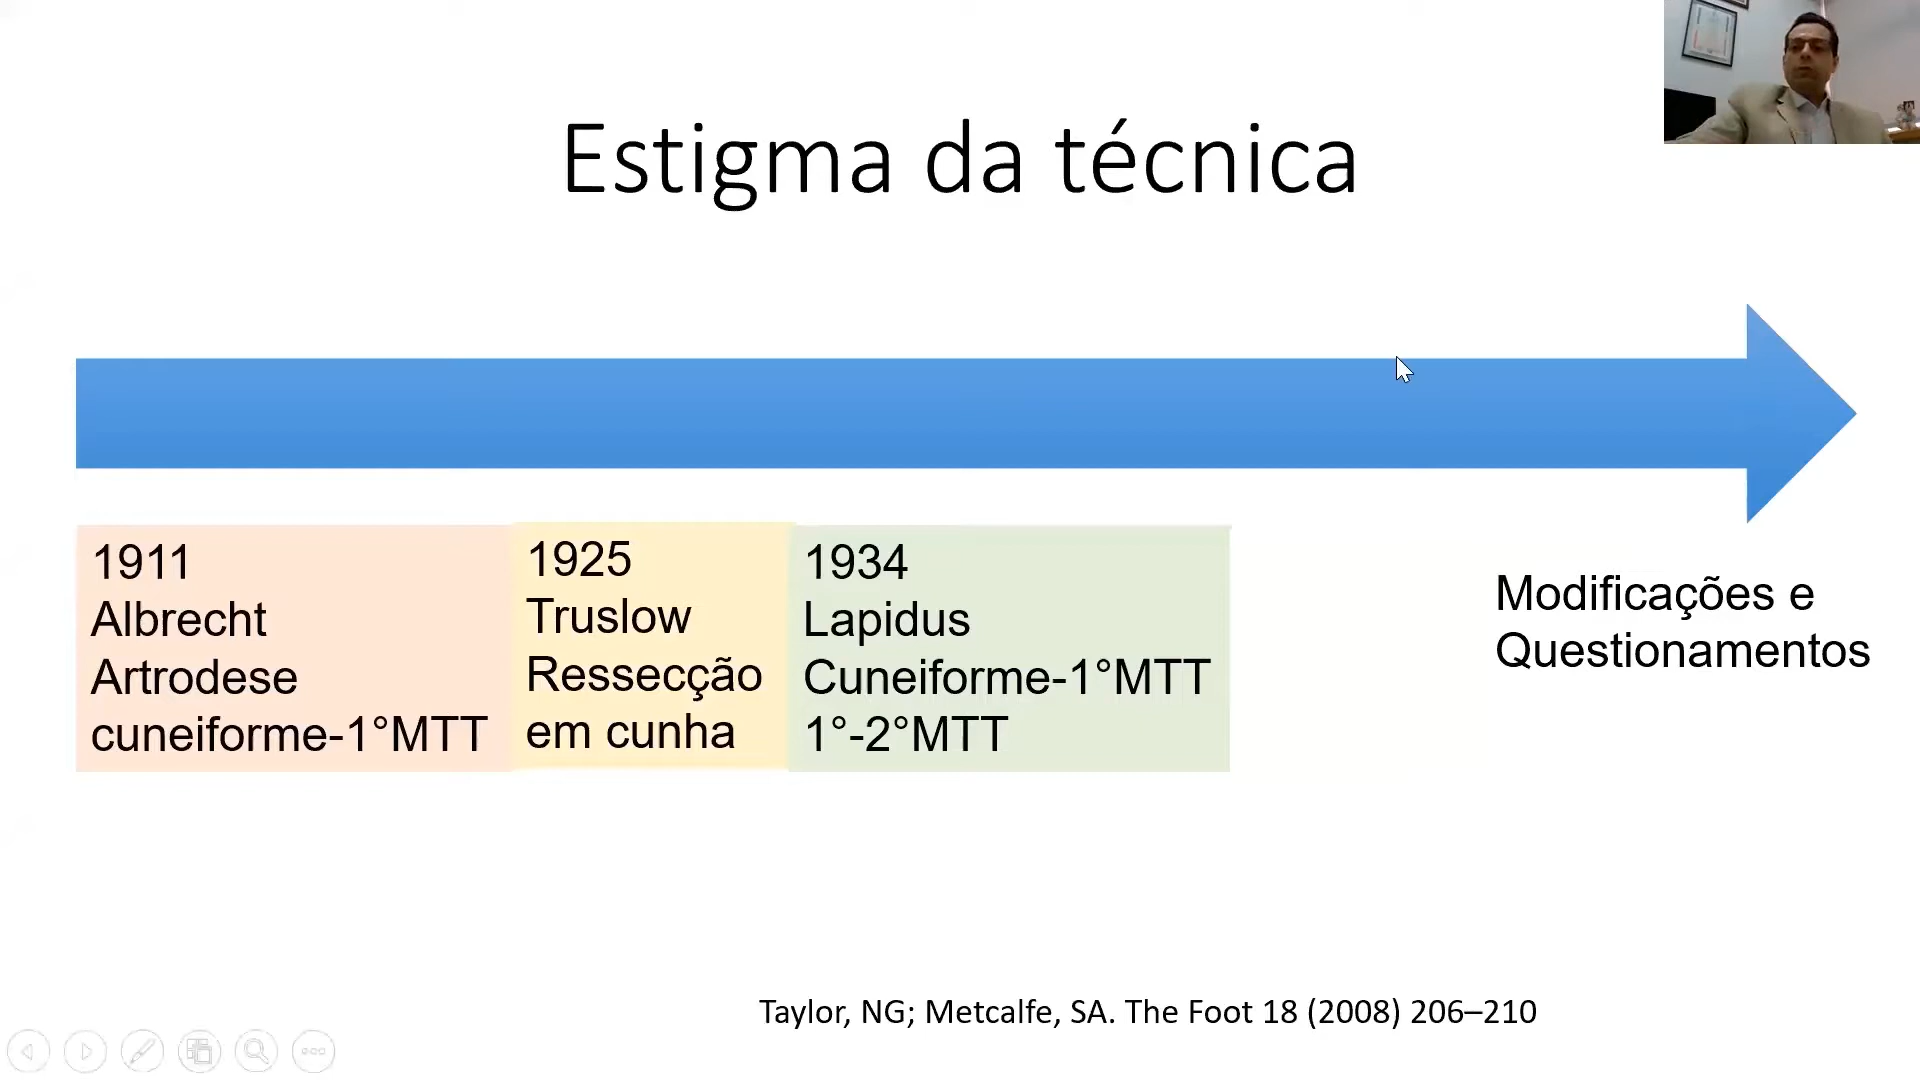 Estigma da técnica
1911
Albrecht
Artrodese
cuneiforme-1°MTT
1925
Truslow
Ressecção
em cunha
1934
Lapidus
Cuneiforme-1°MTT
1°-2°MTT
Modificações e
Questionamentos
Taylor, NG; Metcalfe, SA. The Foot 18 (2008) 206–210